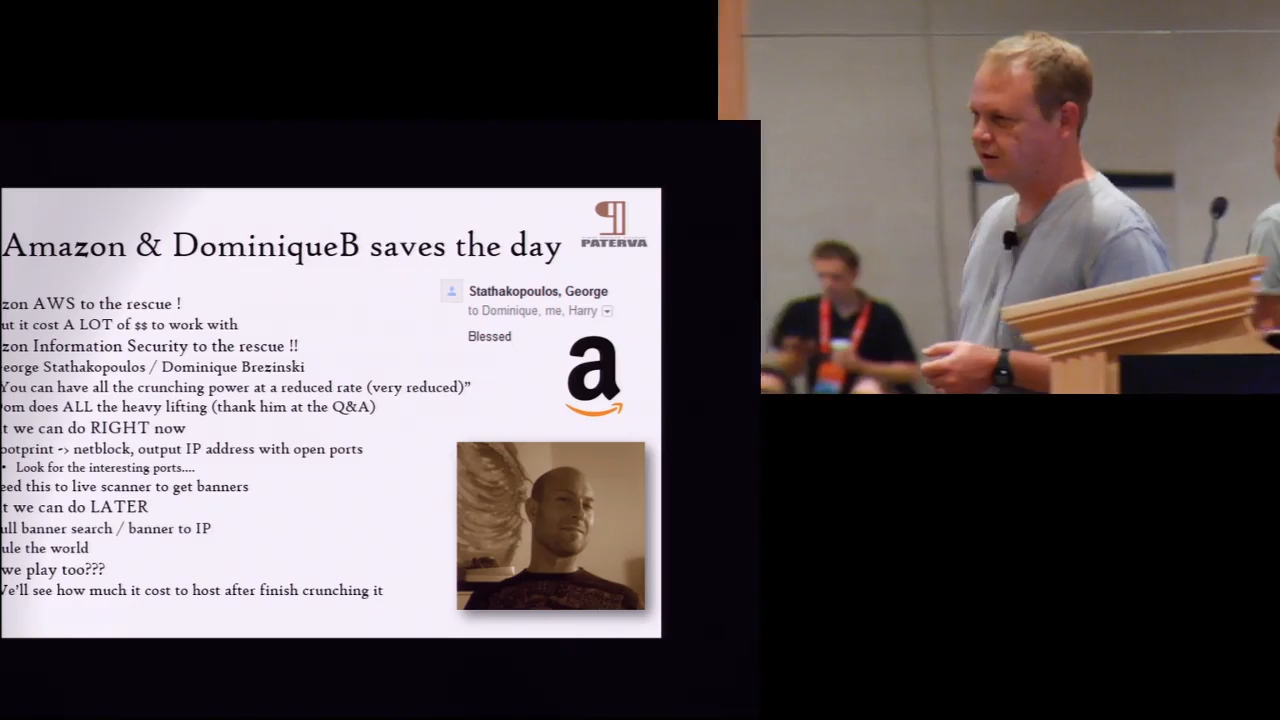 Amazon & DominiqueB saves the day
PATERVA
zon AWS to the rescue !
ut it cost A LOT of $$ to work with
zon Information Security to the rescue !!
eorge Stathakopoulos / Dominique Brezinski
You can have all the crunching power at a reduced rate (very reduced)”
om does ALL the heavy lifting (thank him at the Q&A)
t we can do RIGHT now
ootprint -> netblock, output IP address with open ports
• Look for the interesting ports....
eed this to live scanner to get banners
t we can do LATER
ull banner search / banner to IP
ule the world
we play too???
We’ll see how much it cost to host after finish crunching it
Stathakopoulos, George
to Dominique, me, Harry
Blessed
a